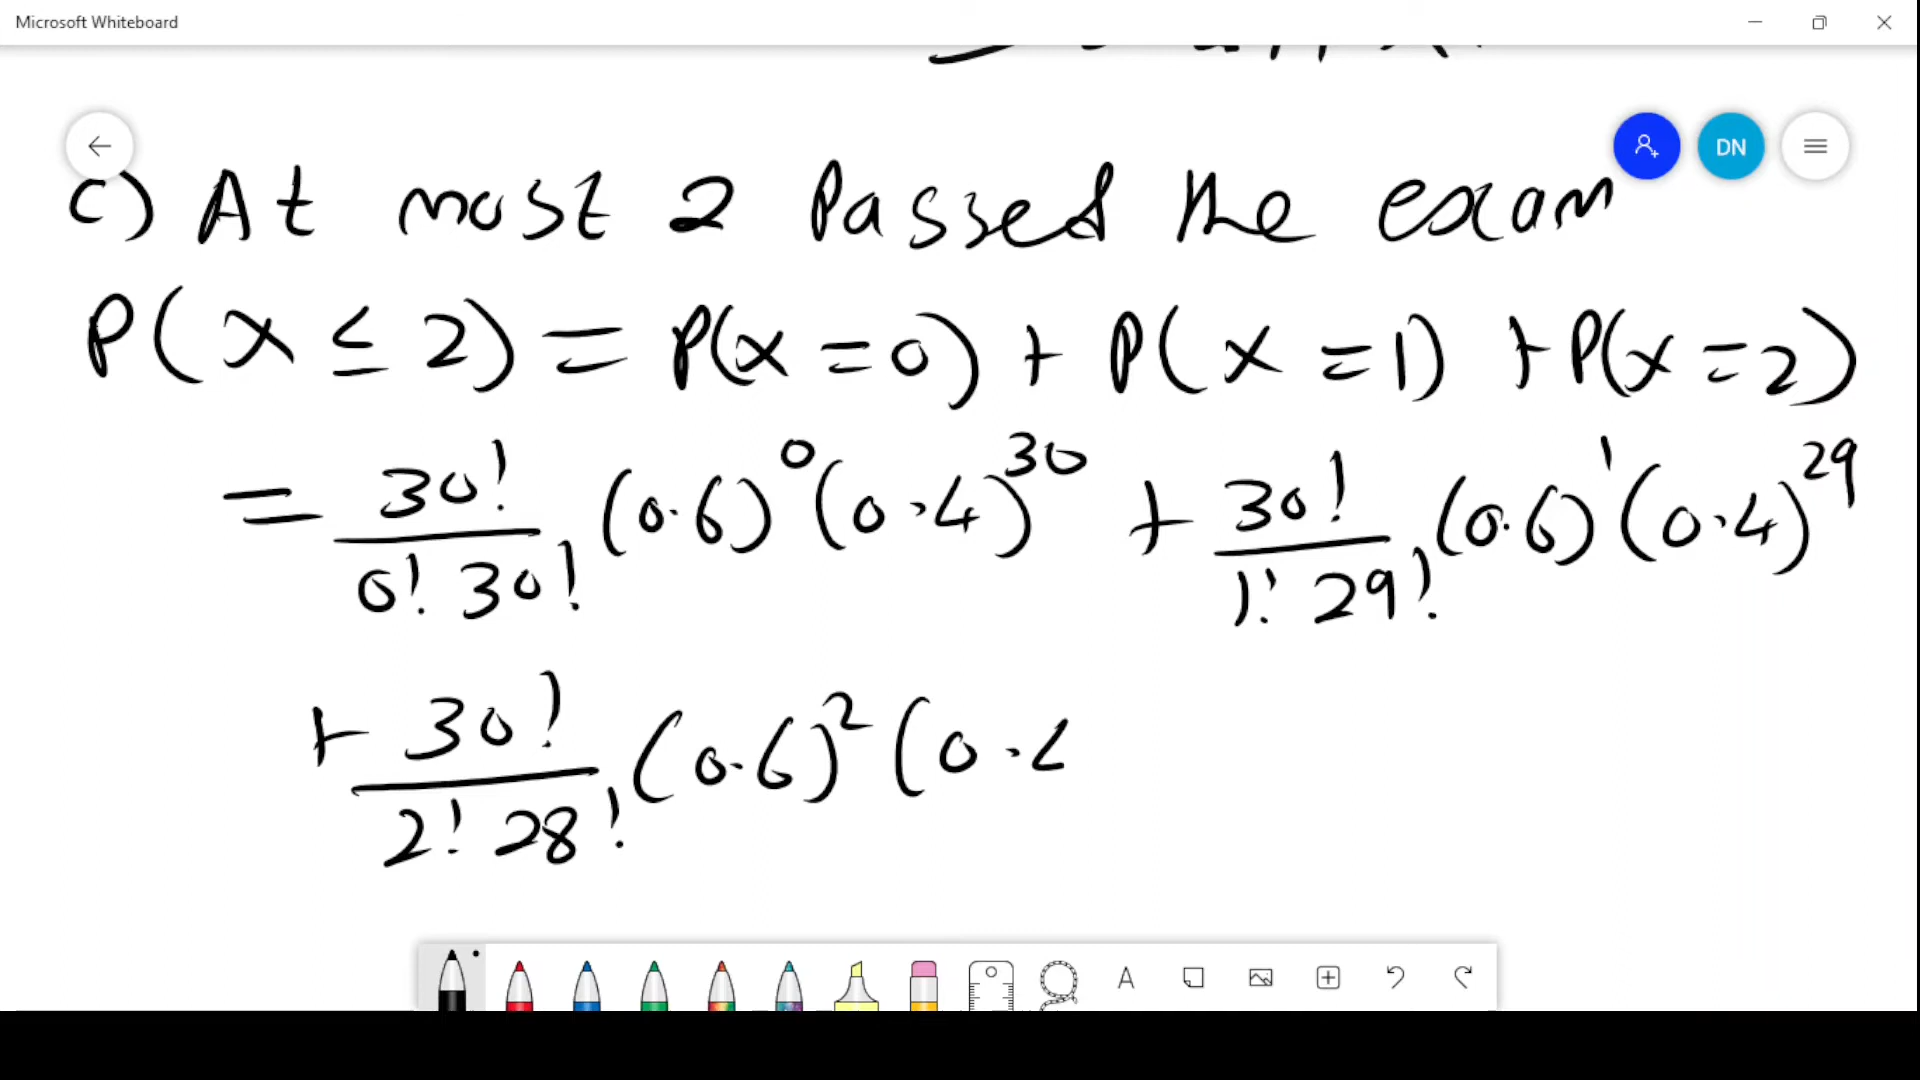 Microsoft Whiteboard
DN
c) At most 2 Passed the exam
P(x ≤ 2) = P(x = 0) + P(x = 1) + P(x = 2)
= 30!/0! 30! (0.6)^0 (0.4)^30 + 30!/1! 29! (0.6)^1 (0.4)^29
+ 30!/2! 28! (0.6)^2 (0.4
A